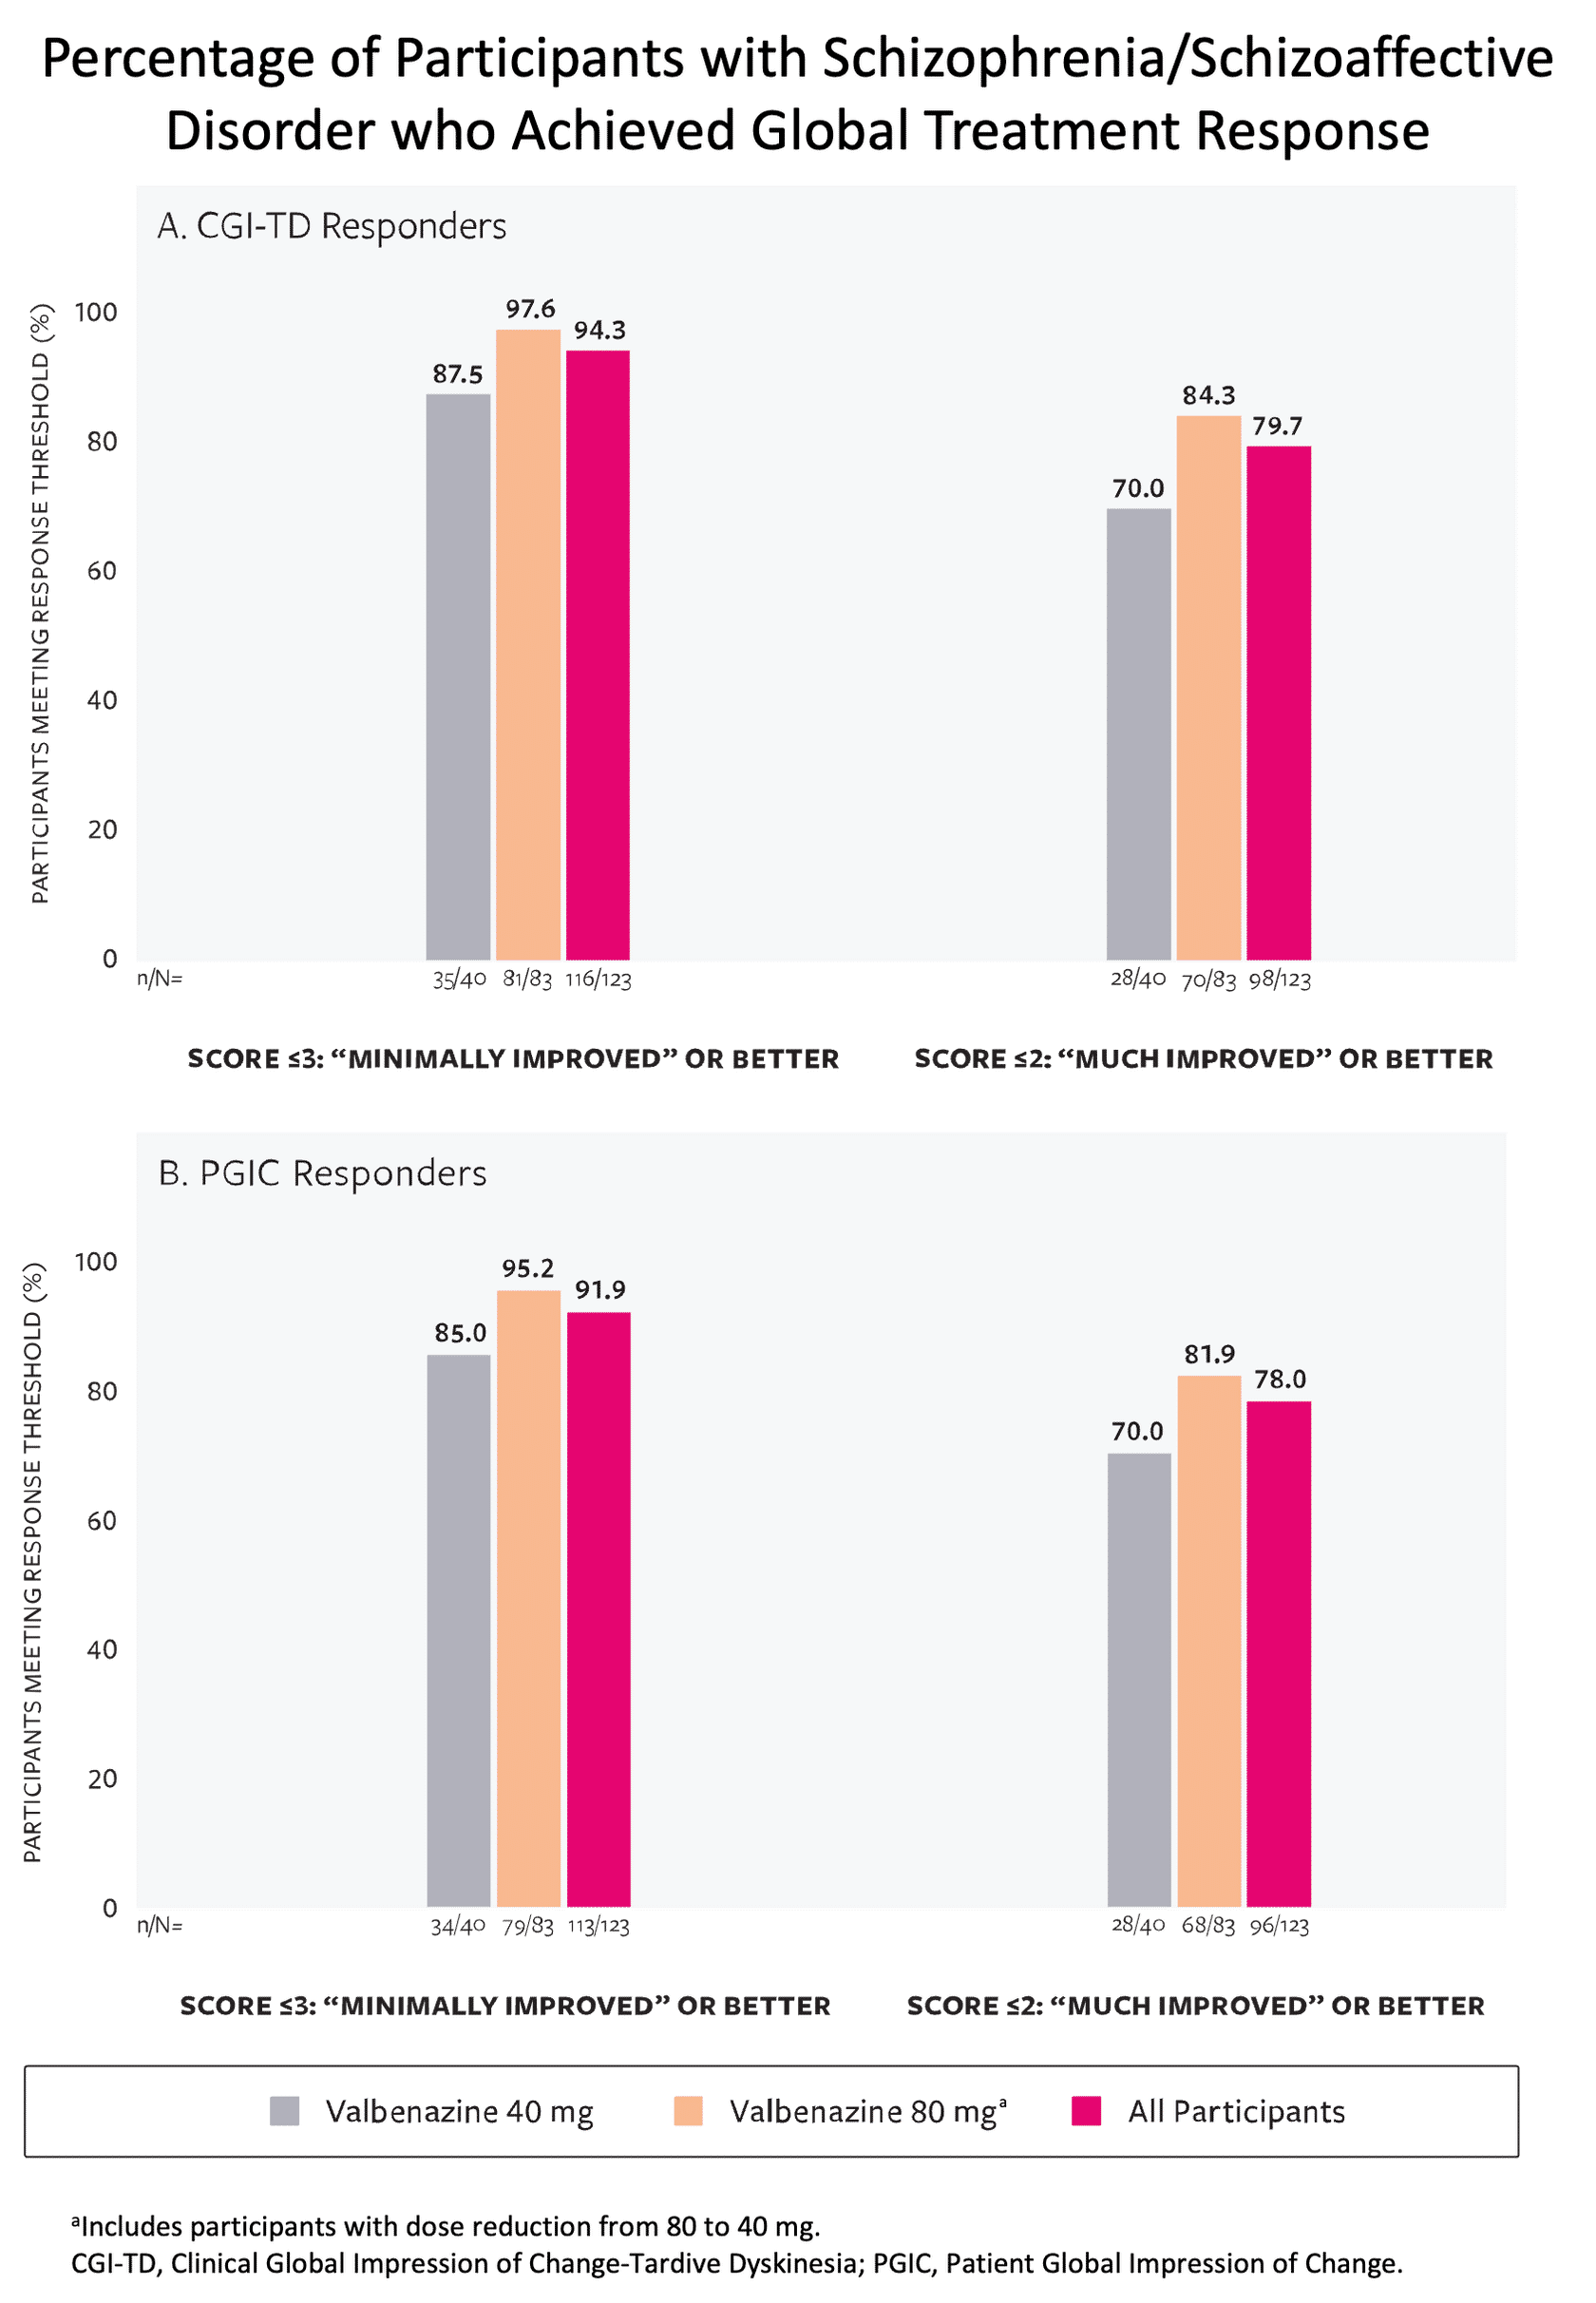 Percentage of Participants with Schizophrenia/Schizoaffective
Disorder who Achieved Global Treatment Response
A. CGI-TD Responders
PARTICIPANTS MEETING RESPONSE THRESHOLD (%)
100
80
60
40
20
0
87.5
97.6
94.3
84.3
79.7
70.0
n/N=
35/40 81/83 116/123
28/40 70/83 98/123
SCORE ≤3: “MINIMALLY IMPROVED” OR BETTER
SCORE ≤2: “MUCH IMPROVED” OR BETTER
B. PGIC Responders
PARTICIPANTS MEETING RESPONSE THRESHOLD (%)
100
80
60
40
20
0
85.0
95.2
91.9
70.0
81.9
78.0
n/N=
34/40 79/83 113/123
28/40 68/83 96/123
SCORE ≤3: “MINIMALLY IMPROVED” OR BETTER
SCORE ≤2: “MUCH IMPROVED” OR BETTER
Valbenazine 40 mg
Valbenazine 80 mgᵃ
All Participants
ᵃIncludes participants with dose reduction from 80 to 40 mg.
CGI-TD, Clinical Global Impression of Change-Tardive Dyskinesia; PGIC, Patient Global Impression of Change.